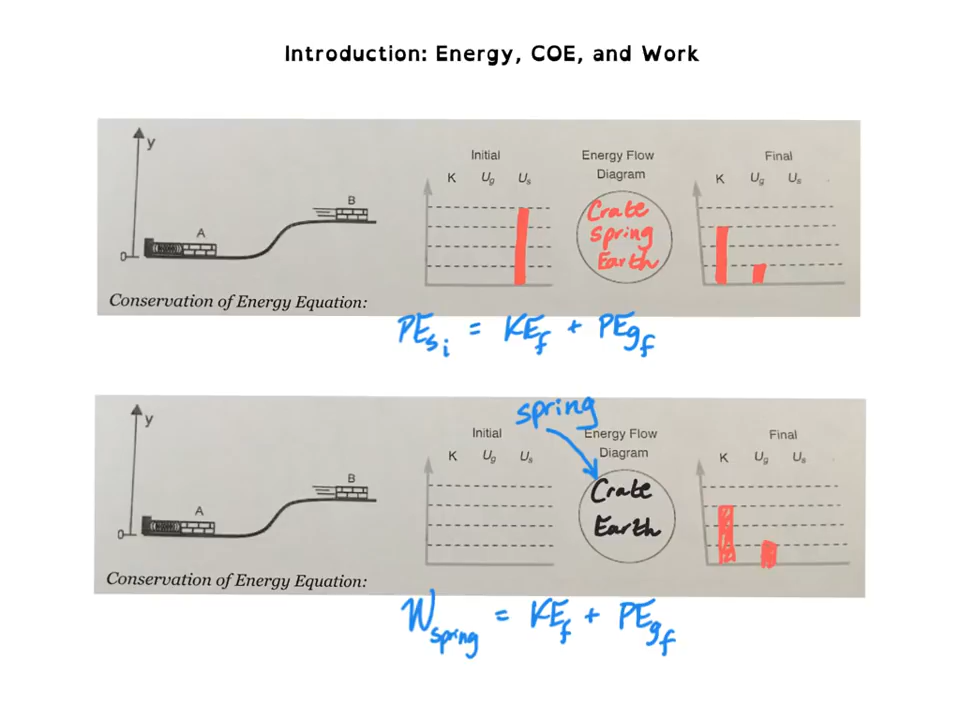 Introduction: Energy, COE, and Work
y
0
A
B
Initial
K Ug Us
Energy Flow
Diagram
Crate
Spring
Earth
Final
K Ug Us
Conservation of Energy Equation:
PEsi = KEf + PEgf
y
0
A
B
Initial
K Ug Us
spring
Energy Flow
Diagram
Crate
Earth
Final
K Ug Us
Conservation of Energy Equation:
Wspring = KEf + PEgf